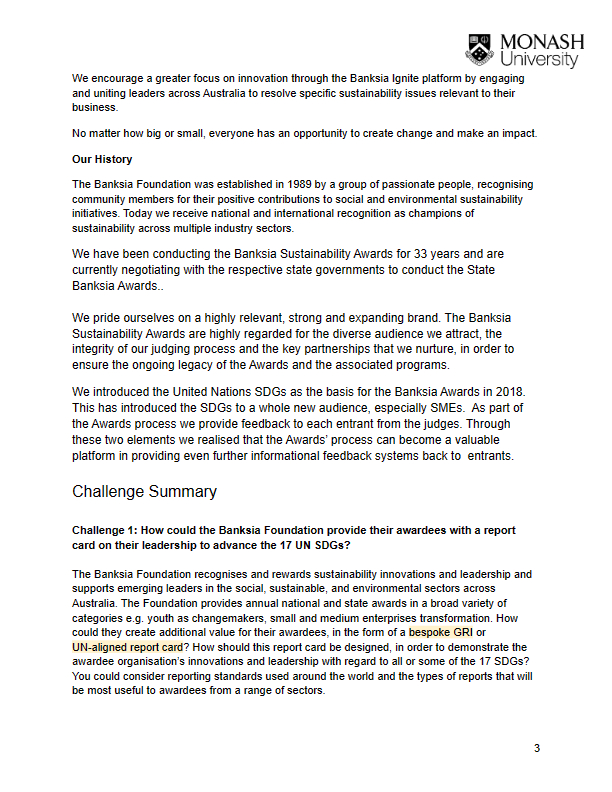 MONASH
University
We encourage a greater focus on innovation through the Banksia Ignite platform by engaging
and uniting leaders across Australia to resolve specific sustainability issues relevant to their
business.
No matter how big or small, everyone has an opportunity to create change and make an impact.
Our History
The Banksia Foundation was established in 1989 by a group of passionate people, recognising
community members for their positive contributions to social and environmental sustainability
initiatives. Today we receive national and international recognition as champions of
sustainability across multiple industry sectors.
We have been conducting the Banksia Sustainability Awards for 33 years and are
currently negotiating with the respective state governments to conduct the State
Banksia Awards..
We pride ourselves on a highly relevant, strong and expanding brand. The Banksia
Sustainability Awards are highly regarded for the diverse audience we attract, the
integrity of our judging process and the key partnerships that we nurture, in order to
ensure the ongoing legacy of the Awards and the associated programs.
We introduced the United Nations SDGs as the basis for the Banksia Awards in 2018.
This has introduced the SDGs to a whole new audience, especially SMEs.  As part of
the Awards process we provide feedback to each entrant from the judges. Through
these two elements we realised that the Awards' process can become a valuable
platform in providing even further informational feedback systems back to  entrants.
Challenge Summary
Challenge 1: How could the Banksia Foundation provide their awardees with a report
card on their leadership to advance the 17 UN SDGs?
The Banksia Foundation recognises and rewards sustainability innovations and leadership and
supports emerging leaders in the social, sustainable, and environmental sectors across
Australia. The Foundation provides annual national and state awards in a broad variety of
categories e.g. youth as changemakers, small and medium enterprises transformation. How
could they create additional value for their awardees, in the form of a bespoke GRI or
UN-aligned report card? How should this report card be designed, in order to demonstrate the
awardee organisation's innovations and leadership with regard to all or some of the 17 SDGs?
You could consider reporting standards used around the world and the types of reports that will
be most useful to awardees from a range of sectors.
3